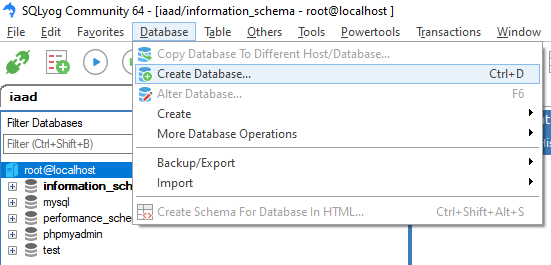 SQLyog Community 64 - [iaad/information_schema - root@localhost ]
File Edit Favorites Database Table Others Tools Powertools Transactions Window
Copy Database To Different Host/Database...
Create Database... Ctrl+D
iaad
Alter Database... F6
Filter Databases
Create
Filter (Ctrl+Shift+B)
More Database Operations
root@localhost
Backup/Export
information_sch
Import
mysql
performance_sche
Create Schema For Database In HTML... Ctrl+Shift+Alt+S
phpmyadmin
test